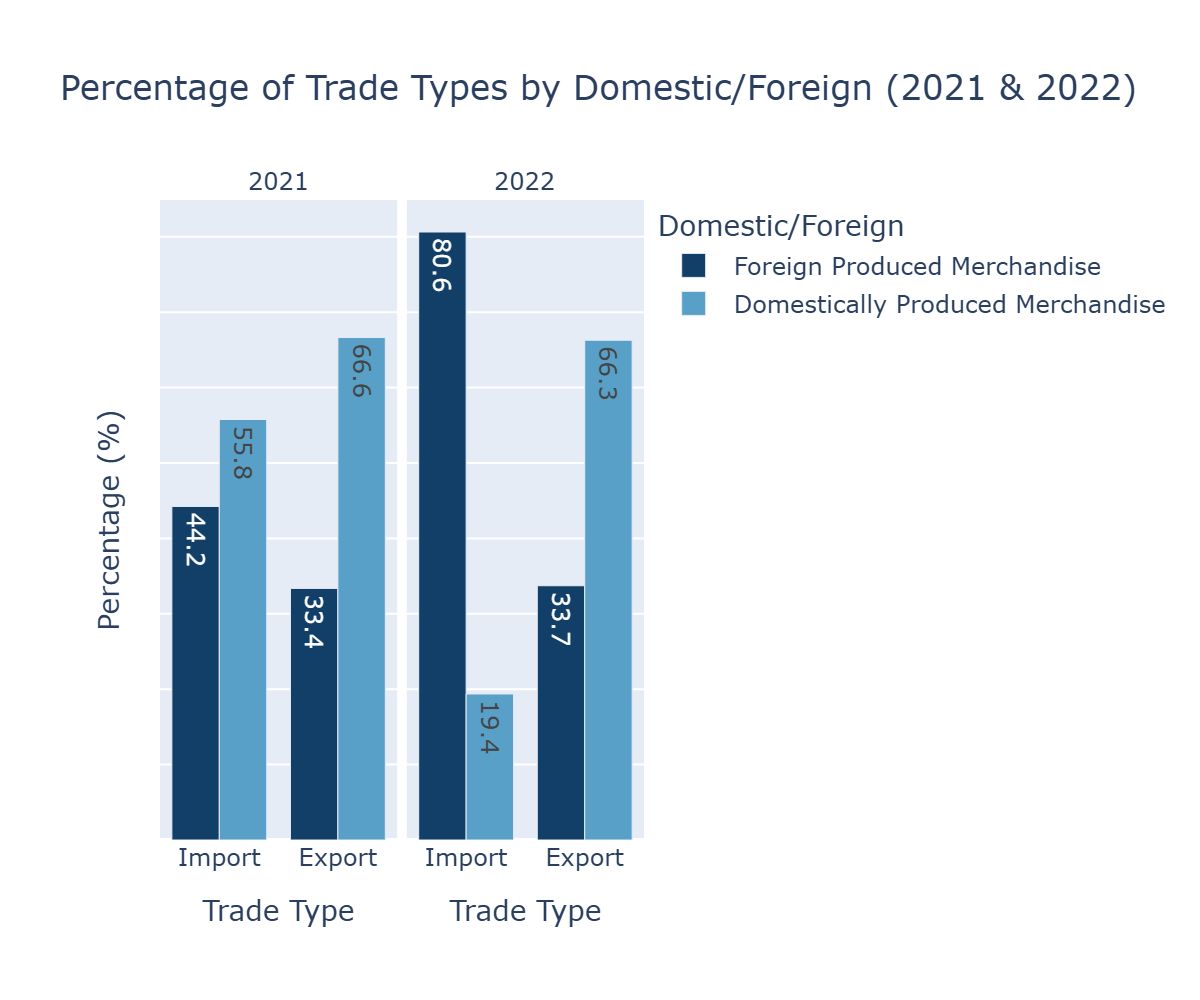 Percentage of Trade Types by Domestic/Foreign (2021 & 2022)
2021
2022
Domestic/Foreign
Foreign Produced Merchandise
Domestically Produced Merchandise
Percentage (%)
44.2
55.8
33.4
66.6
80.6
19.4
33.7
66.3
Import
Export
Import
Export
Trade Type
Trade Type